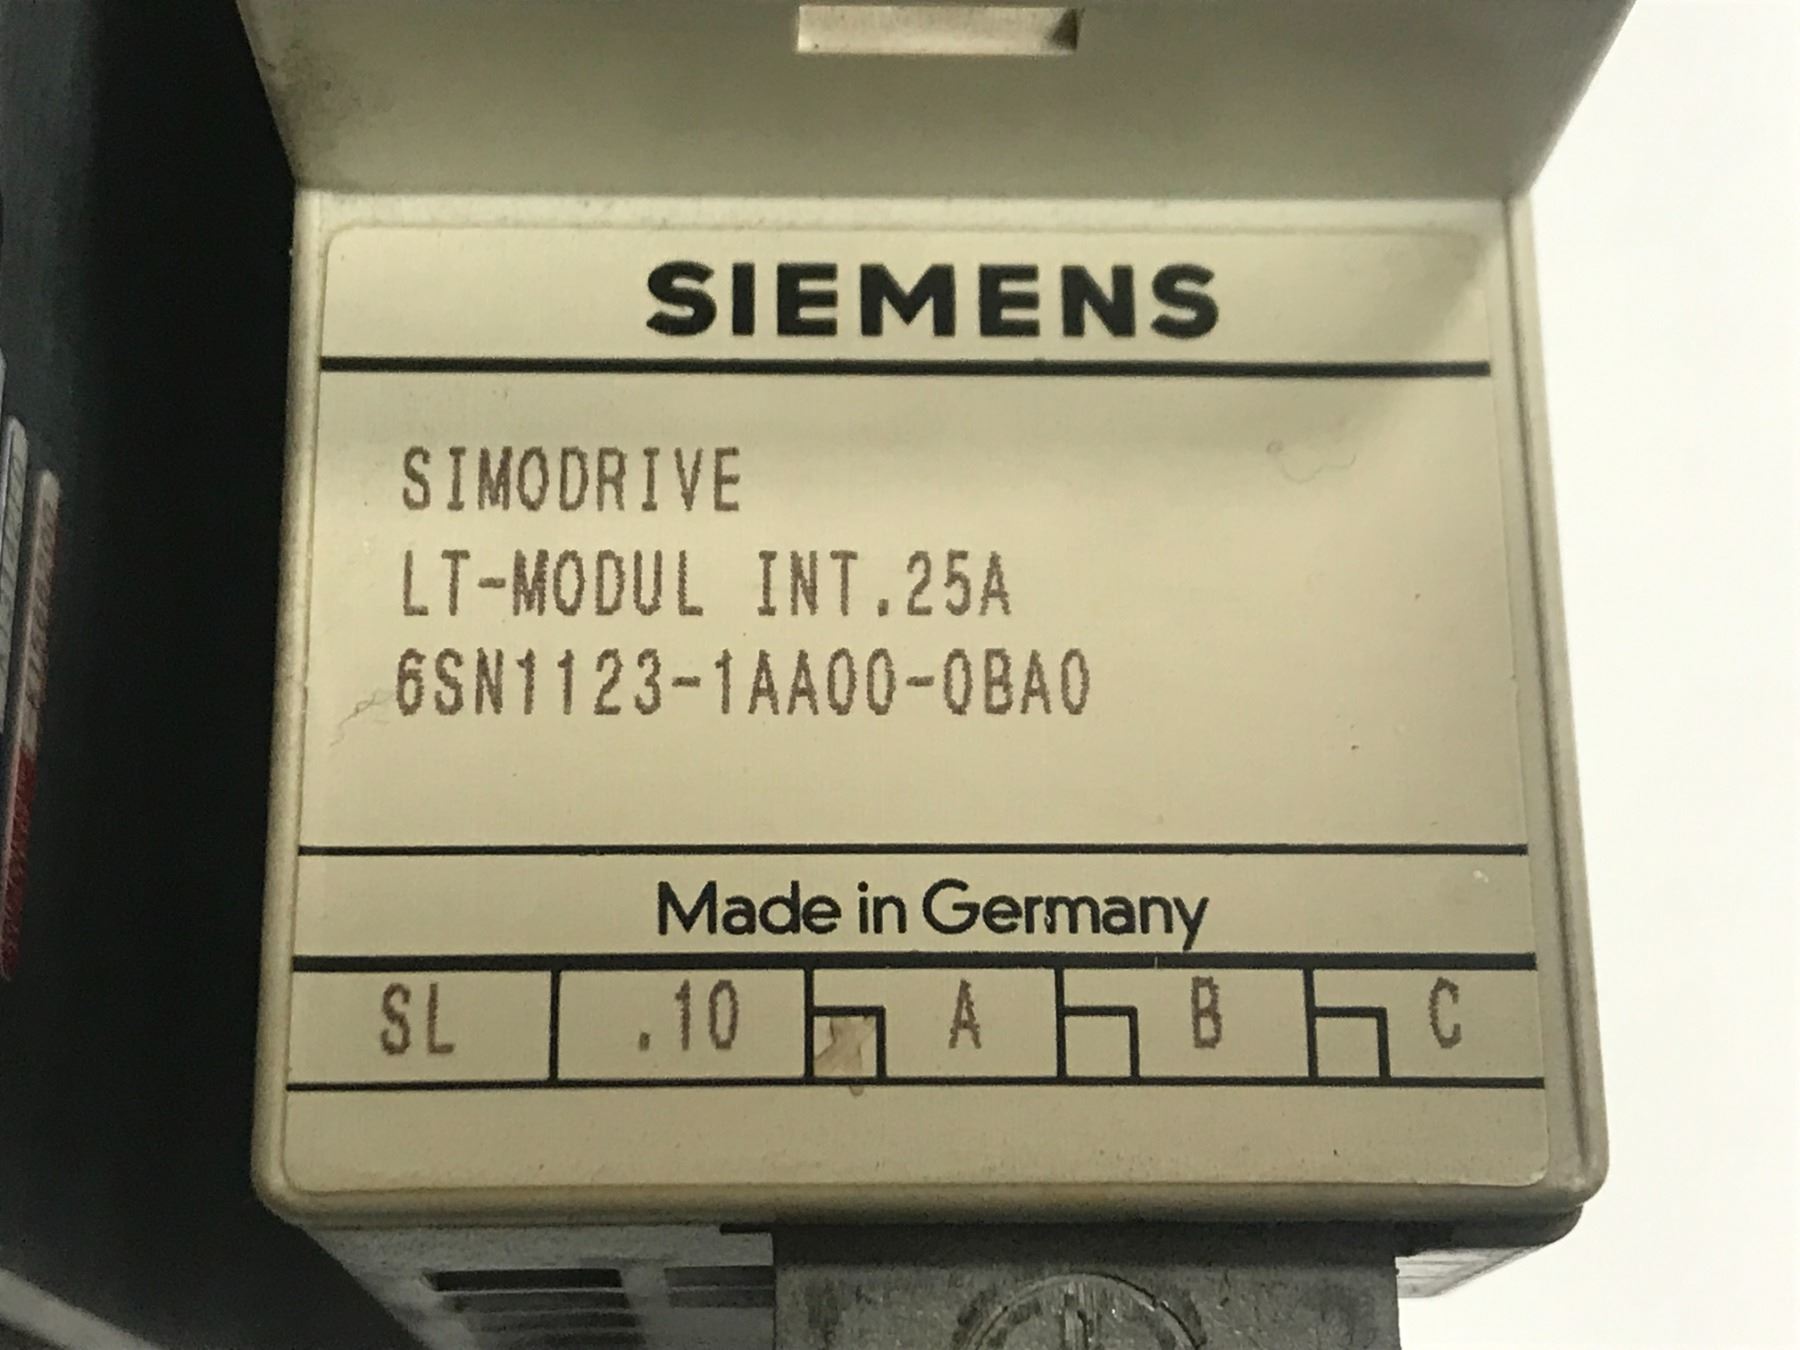 SIEMENS
SIMODRIVE
LT-MODUL INT.25A
6SN1123-1AA00-0BA0
Made in Germany
SL .10 A B C